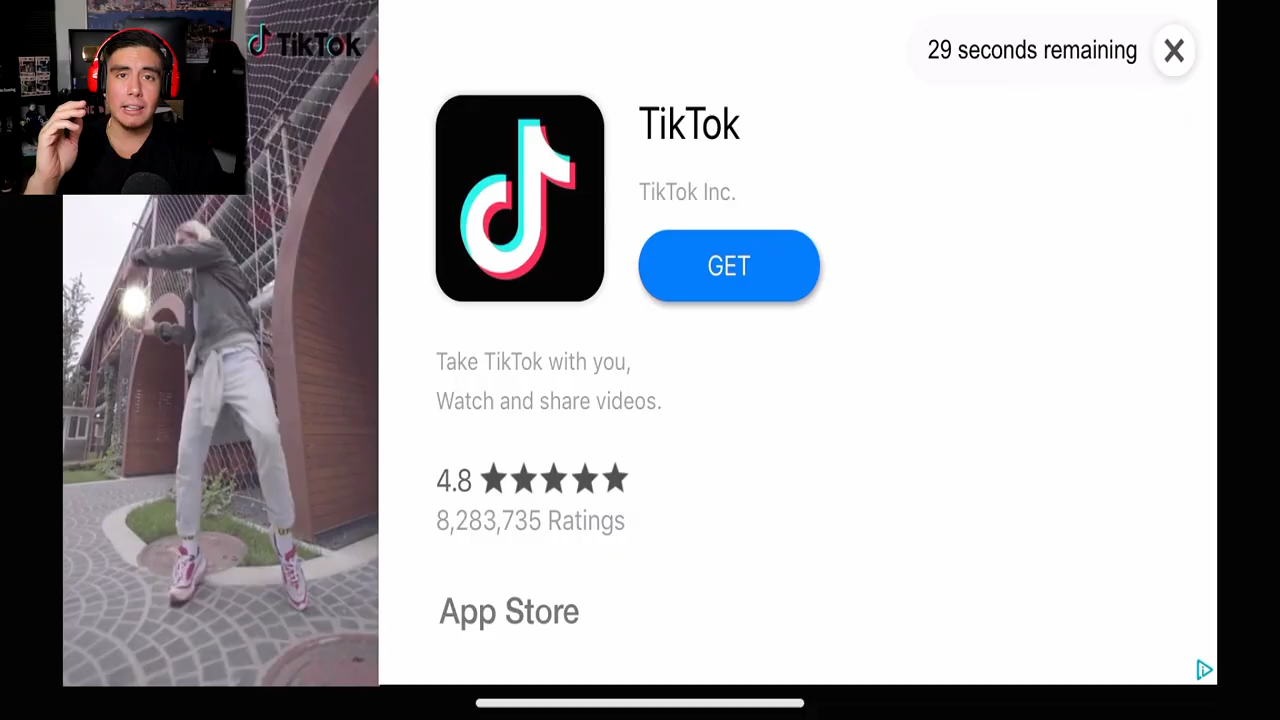 TikTok
29 seconds remaining
TikTok
TikTok Inc.
GET
Take TikTok with you,
Watch and share videos.
4.8
8,283,735 Ratings
App Store